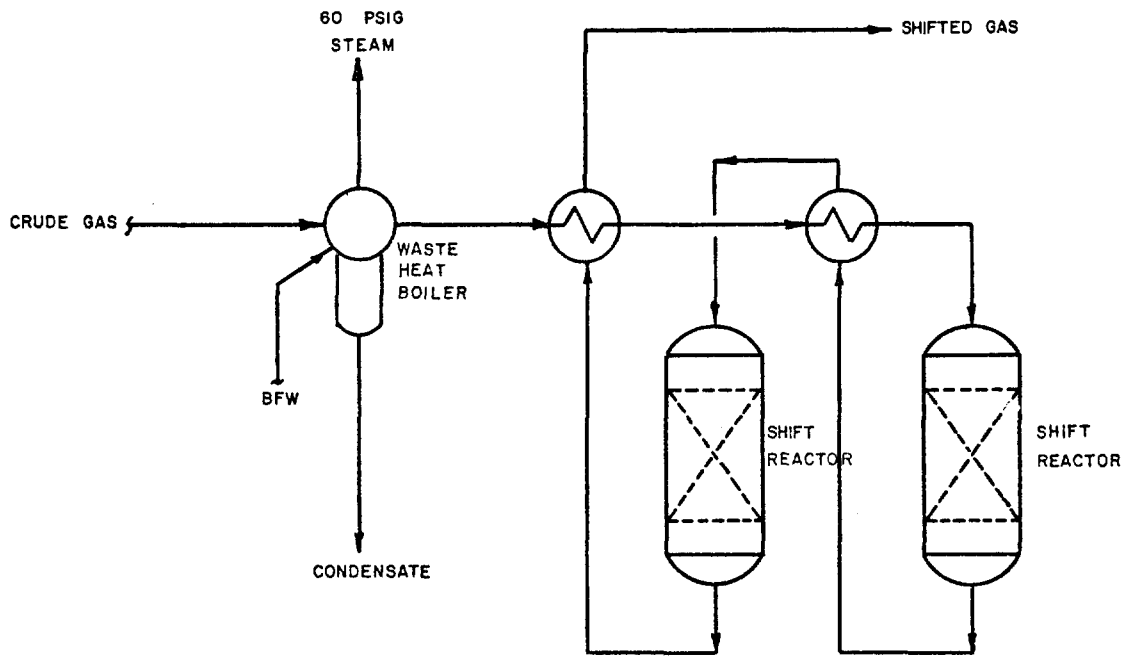 60 PSIG
STEAM
SHIFTED GAS
CRUDE GAS
WASTE
HEAT
BOILER
BFW
SHIFT
REACTOR
SHIFT
REACTOR
CONDENSATE